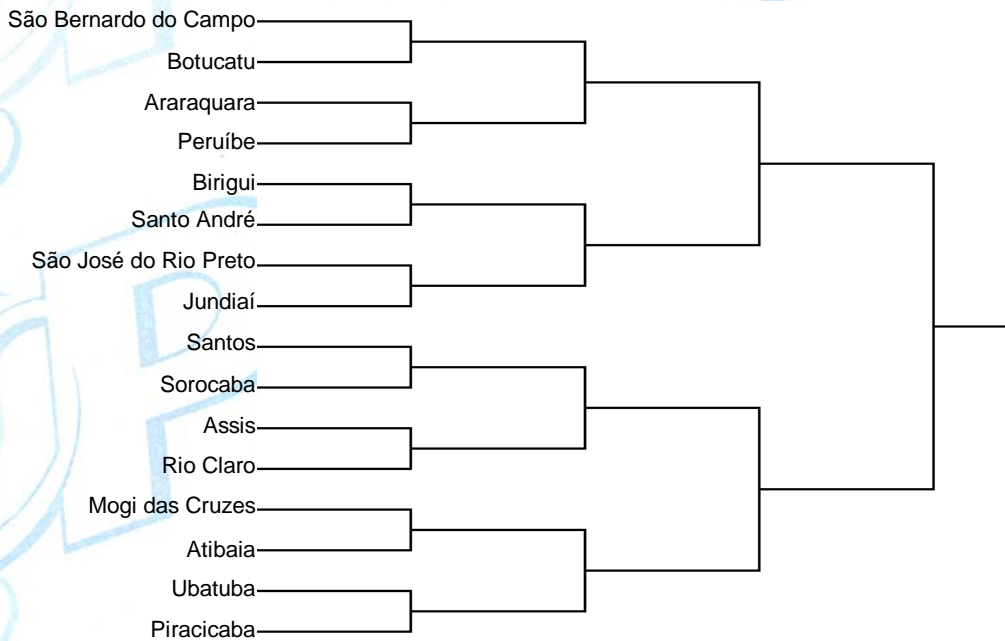 São Bernardo do Campo
Botucatu
Araraquara
Peruíbe
Birigui
Santo André
São José do Rio Preto
Jundiaí
Santos
Sorocaba
Assis
Rio Claro
Mogi das Cruzes
Atibaia
Ubatuba
Piracicaba